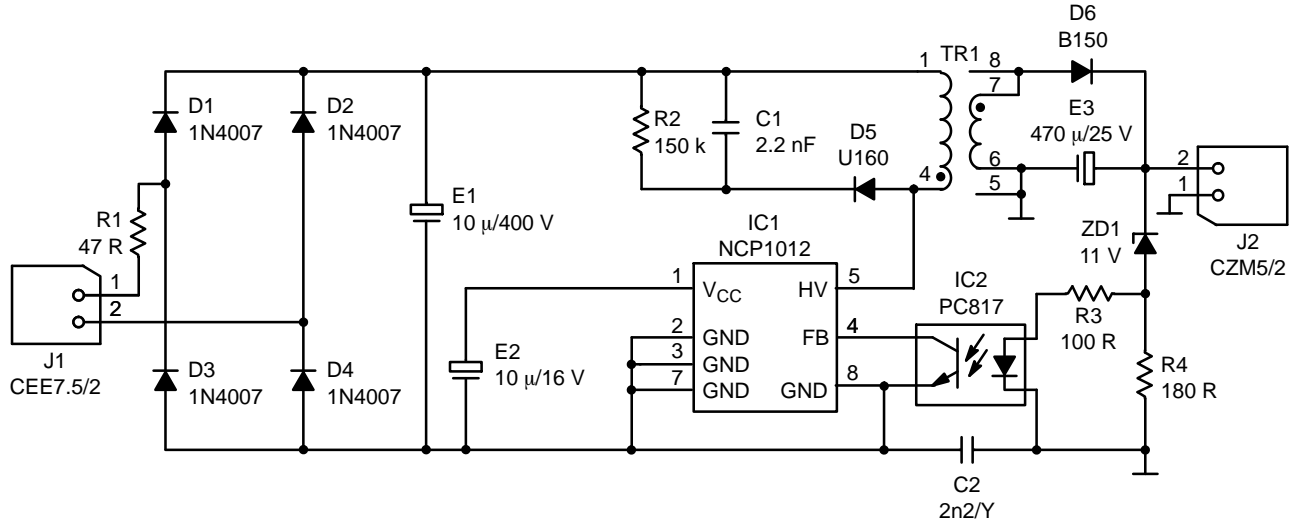 D6
B150
1
TR1
8
7
D1
1N4007
D2
1N4007
R2
150 k
C1
2.2 nF
D5
U160
E3
470 μ/25 V
4
6
5
2
1
R1
47 R
E1
10 μ/400 V
IC1
NCP1012
ZD1
11 V
J2
CZM5/2
1
2
J1
CEE7.5/2
1
VCC
HV
5
IC2
PC817
R3
100 R
2
GND
FB
4
3
GND
7
GND
GND
8
E2
10 μ/16 V
D3
1N4007
D4
1N4007
R4
180 R
C2
2n2/Y